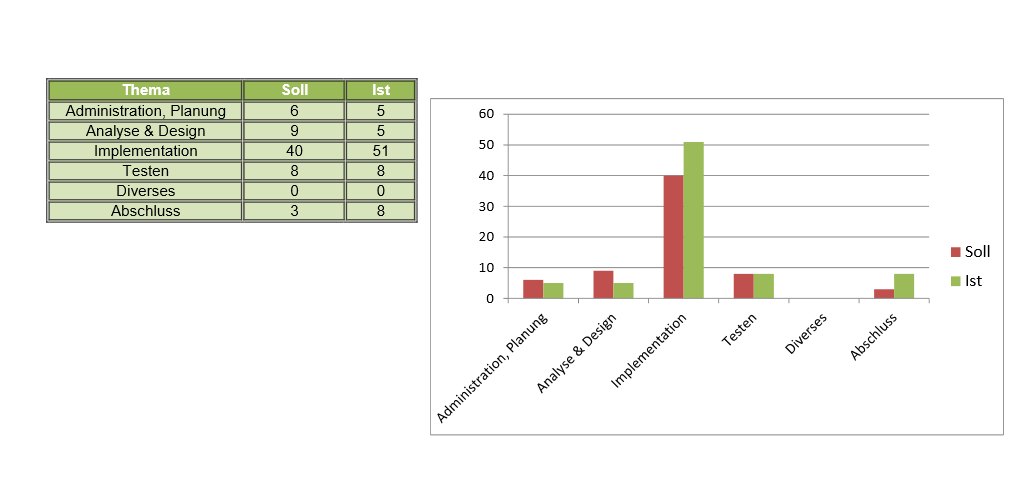 Thema Soll Ist
Administration, Planung 6 5
Analyse & Design 9 5
Implementation 40 51
Testen 8 8
Diverses 0 0
Abschluss 3 8
60
50
40
30
20
10
0
Administration, Planung
Analyse & Design
Implementation
Testen
Diverses
Abschluss
Soll
Ist